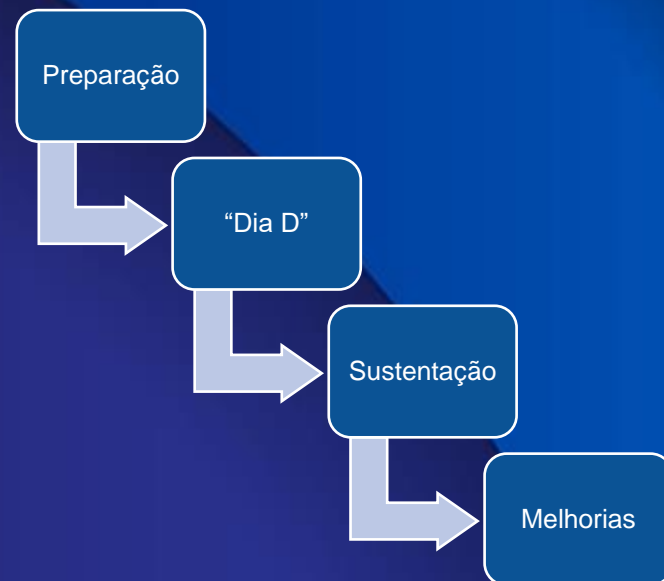 Preparação
“Dia D”
Sustentação
Melhorias